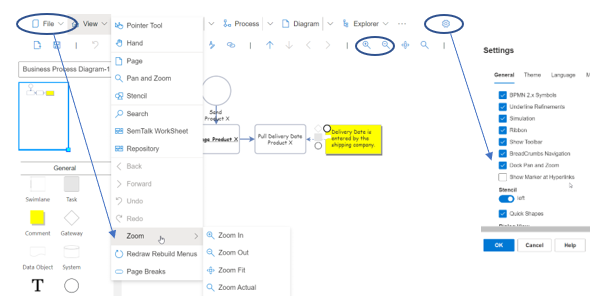 File
View
Process
Diagram
Explorer
Settings
Business Process Diagram-1
Pointer Tool
Hand
Page
Pan and Zoom
Stencil
Search
SemTalk WorkSheet
Repository
Back
Forward
Undo
Redo
Zoom
Redraw Rebuild Menus
Page Breaks
Zoom In
Zoom Out
Zoom Fit
Zoom Actual
General
Swimlane
Task
Comment
Gateway
Data Object
System
T
Send
Product X
Product X
Full Delivery Date
Product X
Delivery Date is
entered by the
shipping company.
General
Theme
Language
M
BPMN 2.x Symbols
Underline Refinements
Simulation
Ribbon
Show Toolbar
BreadCrumbs Navigation
Dock Pan and Zoom
Show Marker at Hyperlinks
Stencil
left
Quick Shapes
OK
Cancel
Help